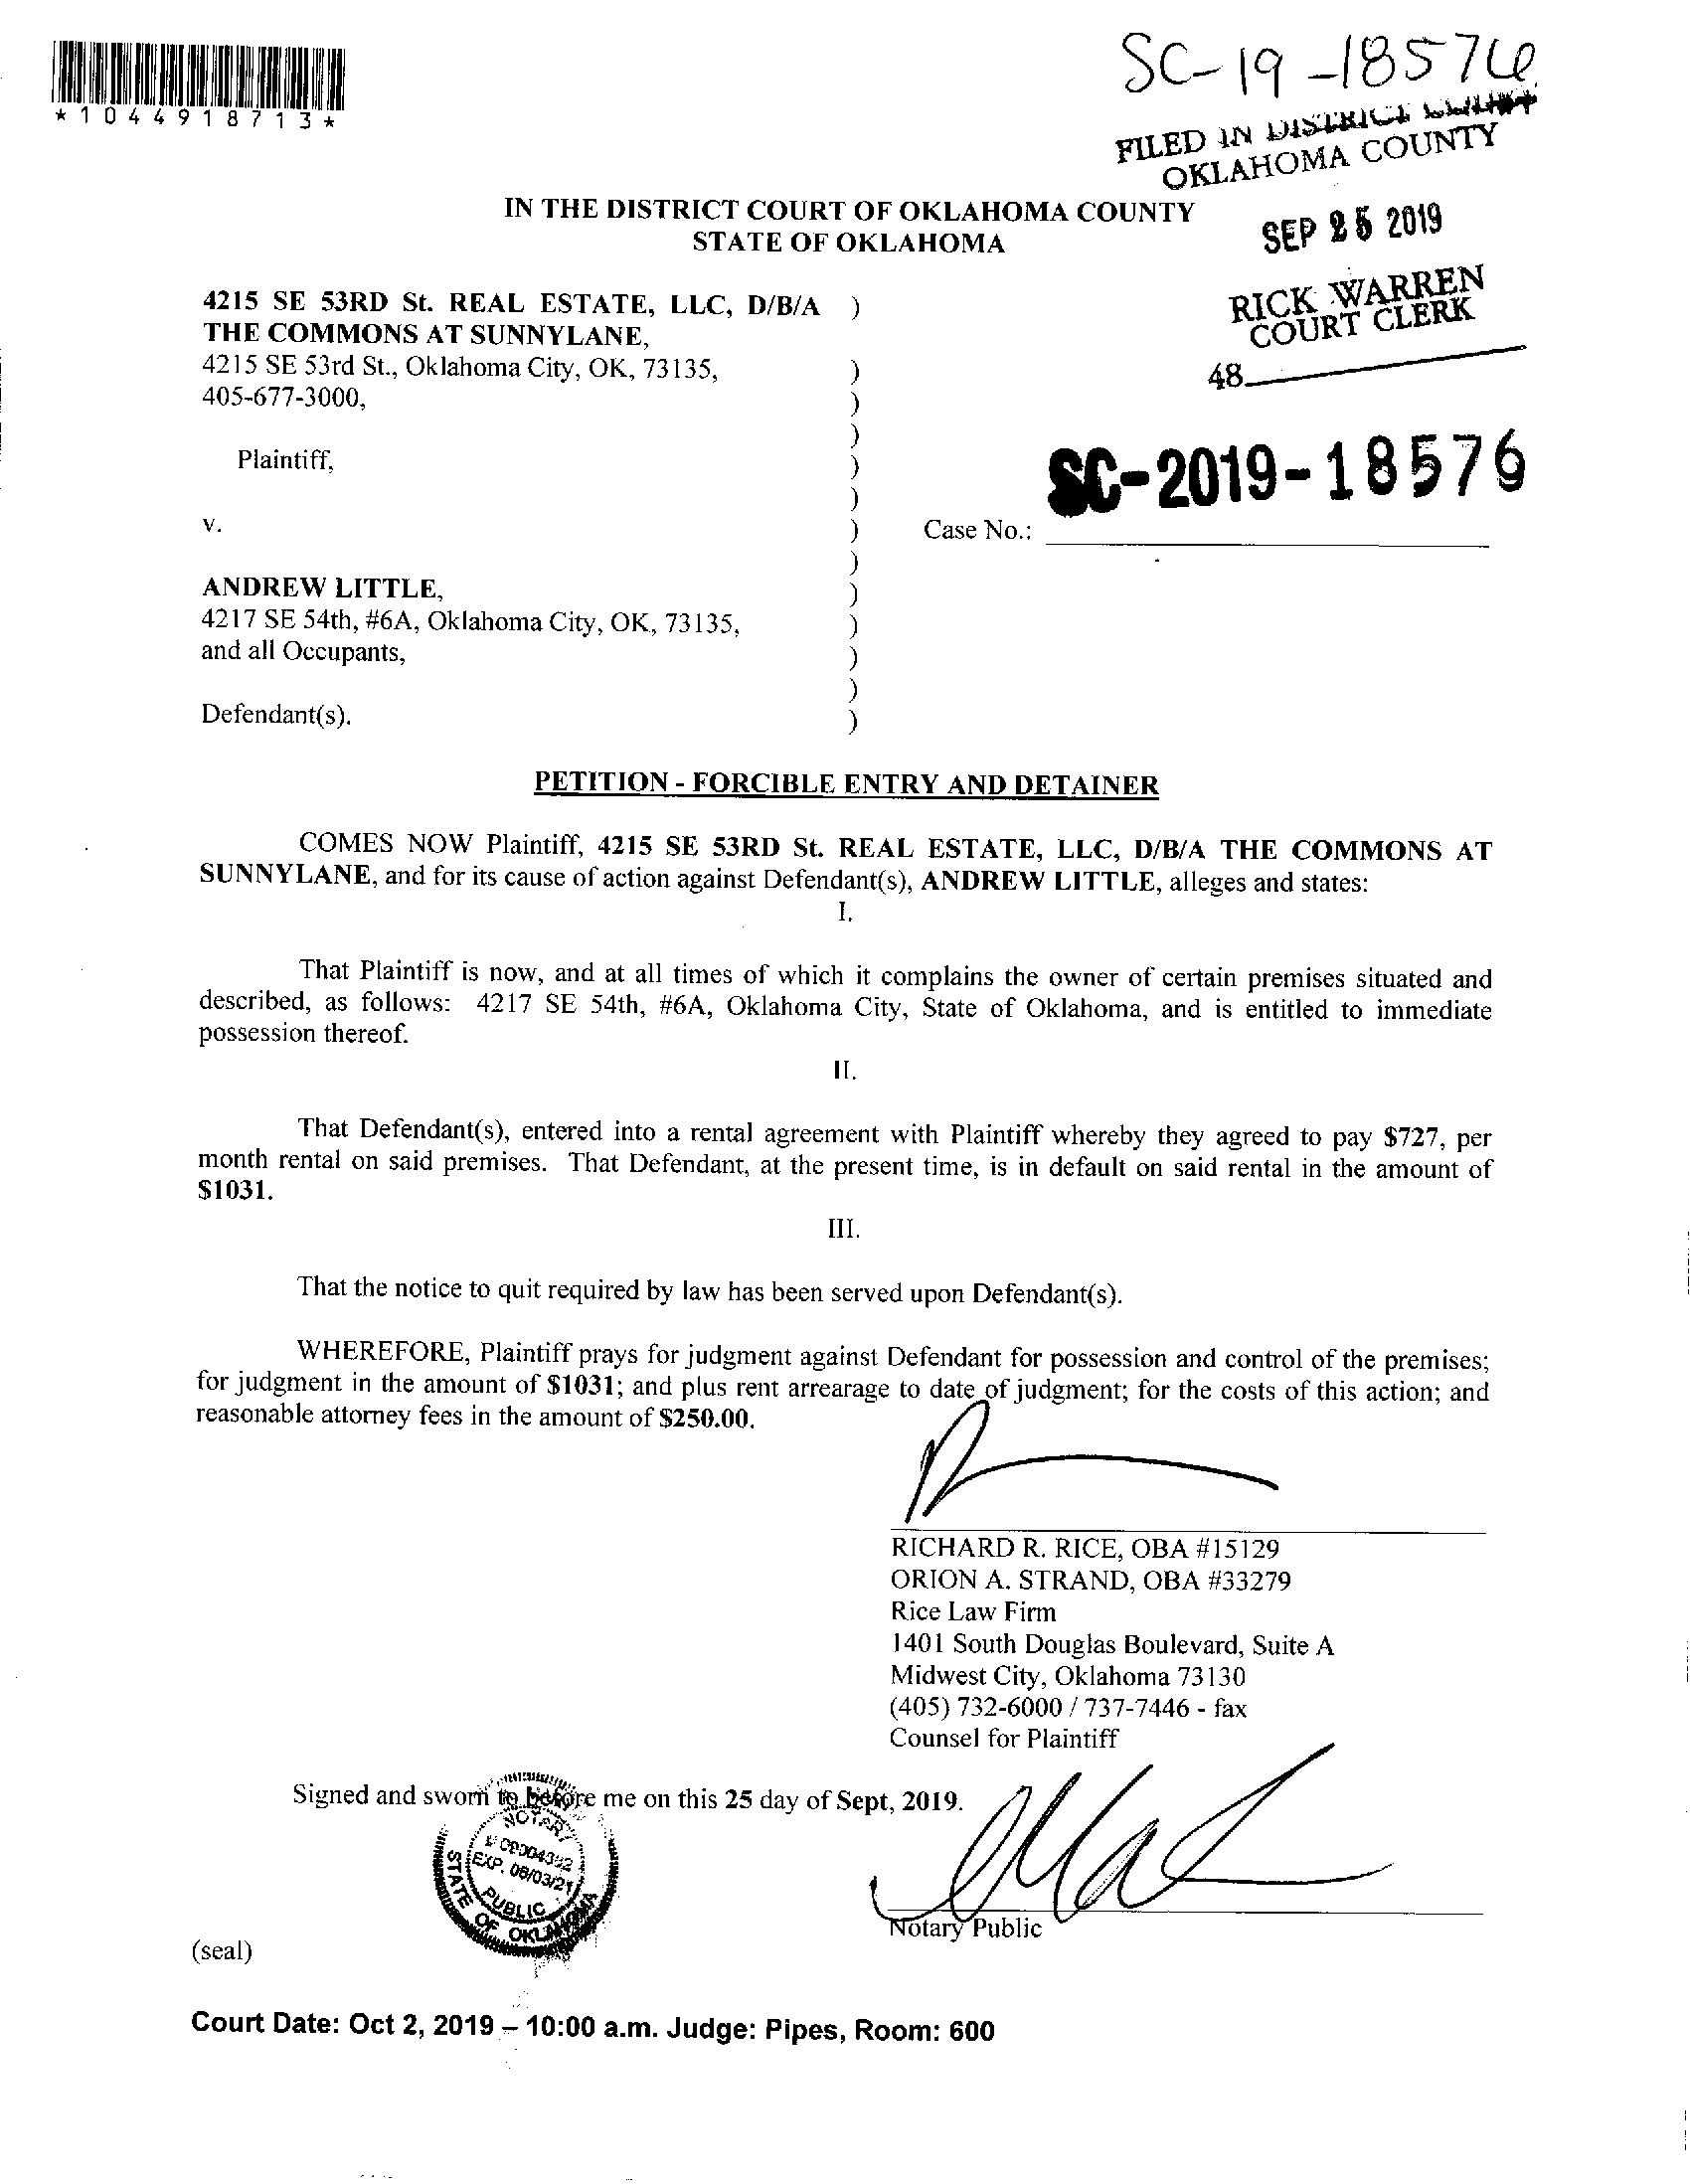 SC-19-18576
*1044918713*
FILED IN DISTRICT COURT
OKLAHOMA COUNTY
IN THE DISTRICT COURT OF OKLAHOMA COUNTY
STATE OF OKLAHOMA
SEP 25 2019
RICK WARREN
COURT CLERK
48
4215 SE 53RD St. REAL ESTATE, LLC, D/B/A )
THE COMMONS AT SUNNYLANE,
4215 SE 53rd St., Oklahoma City, OK, 73135, )
405-677-3000, )
)
Plaintiff, )
)
SC-2019-18576
v. ) Case No.:
)
ANDREW LITTLE, )
4217 SE 54th, #6A, Oklahoma City, OK, 73135, )
and all Occupants, )
)
Defendant(s). )
PETITION - FORCIBLE ENTRY AND DETAINER
COMES NOW Plaintiff, 4215 SE 53RD St. REAL ESTATE, LLC, D/B/A THE COMMONS AT
SUNNYLANE, and for its cause of action against Defendant(s), ANDREW LITTLE, alleges and states:
I.
That Plaintiff is now, and at all times of which it complains the owner of certain premises situated and
described, as follows: 4217 SE 54th, #6A, Oklahoma City, State of Oklahoma, and is entitled to immediate
possession thereof.
II.
That Defendant(s), entered into a rental agreement with Plaintiff whereby they agreed to pay $727, per
month rental on said premises. That Defendant, at the present time, is in default on said rental in the amount of
$1031.
III.
That the notice to quit required by law has been served upon Defendant(s).
WHEREFORE, Plaintiff prays for judgment against Defendant for possession and control of the premises;
for judgment in the amount of $1031; and plus rent arrearage to date of judgment; for the costs of this action; and
reasonable attorney fees in the amount of $250.00.
RICHARD R. RICE, OBA #15129
ORION A. STRAND, OBA #33279
Rice Law Firm
1401 South Douglas Boulevard, Suite A
Midwest City, Oklahoma 73130
(405) 732-6000 / 737-7446 - fax
Counsel for Plaintiff
Signed and sworn to before me on this 25 day of Sept, 2019.
NOTARY
EXP. 08/03/21
PUBLIC
STATE OF OKLAHOMA
Notary Public
(seal)
Court Date: Oct 2, 2019 – 10:00 a.m. Judge: Pipes, Room: 600